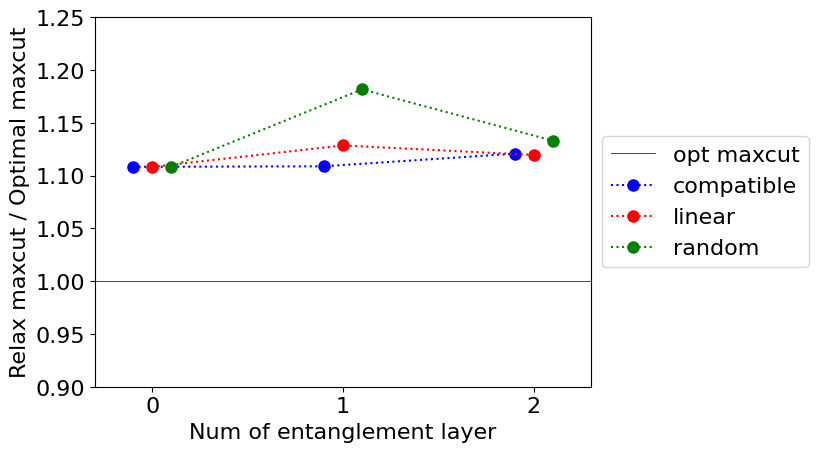 Relax maxcut / Optimal maxcut
1.25
1.20
1.15
1.10
1.05
1.00
0.95
0.90
0
1
2
Num of entanglement layer
opt maxcut
compatible
linear
random